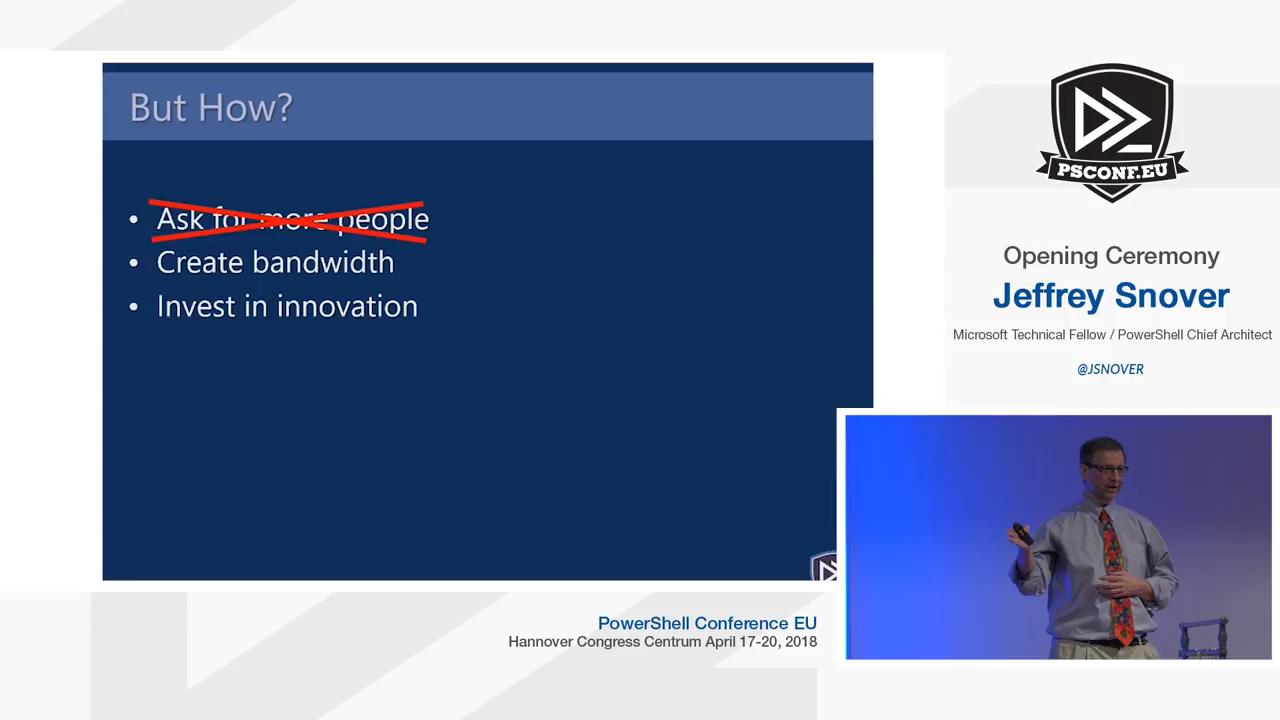 But How?
• Ask for more people
• Create bandwidth
• Invest in innovation
PSCONF.EU
Opening Ceremony
Jeffrey Snover
Microsoft Technical Fellow / PowerShell Chief Architect
@JSNOVER
PowerShell Conference EU
Hannover Congress Centrum April 17-20, 2018